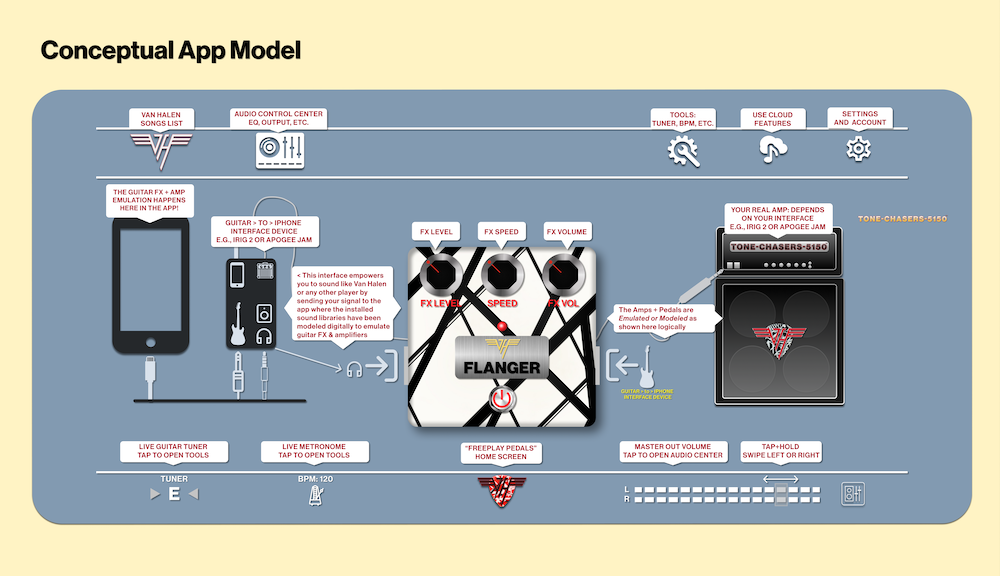 Conceptual App Model
VAN HALEN
SONGS LIST
AUDIO CONTROL CENTER
EQ, OUTPUT, ETC.
TOOLS:
TUNER, BPM, ETC.
USE CLOUD
FEATURES
SETTINGS
AND ACCOUNT
THE GUITAR FX + AMP
EMULATION HAPPENS
HERE IN THE APP!
GUITAR > TO > IPHONE
INTERFACE DEVICE
E.G., IRIG 2 OR APOGEE JAM
< This interface empowers
you to sound like Van Halen
or any other player by
sending your signal to the
app where the installed
sound libraries have been
modeled digitally to emulate
guitar FX & amplifiers
FX LEVEL
FX SPEED
FX VOLUME
FX LEVEL
SPEED
FX VOL
VH
FLANGER
YOUR REAL AMP: DEPENDS
ON YOUR INTERFACE
E.G., IRIG 2 OR APOGEE JAM
TONE-CHASERS-5150
TONE-CHASERS-5150
The Amps + Pedals are
Emulated or Modeled as
shown here logically
GUITAR > TO > IPHONE
INTERFACE DEVICE
LIVE GUITAR TUNER
TAP TO OPEN TOOLS
LIVE METRONOME
TAP TO OPEN TOOLS
"FREEPLAY PEDALS"
HOME SCREEN
MASTER OUT VOLUME
TAP TO OPEN AUDIO CENTER
TAP+HOLD
SWIPE LEFT OR RIGHT
TUNER
E
BPM: 120
L
R